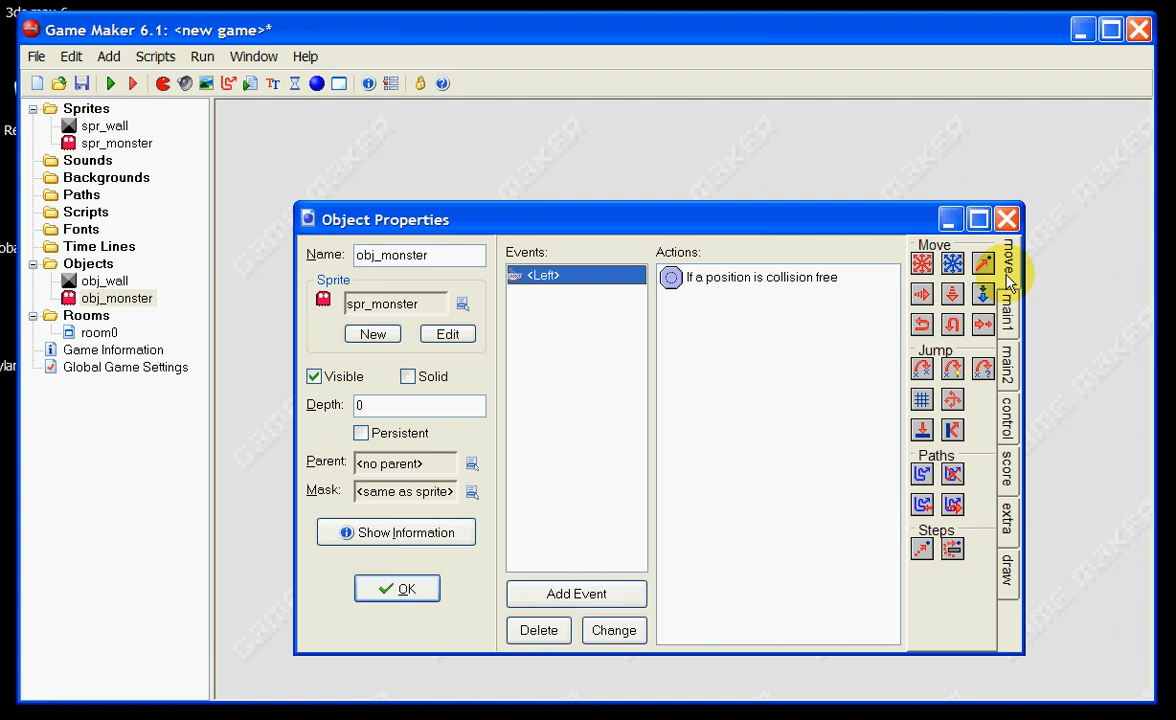 3ds max 6
Game Maker 6.1: <new game>*
File Edit Add Scripts Run Window Help
Sprites
spr_wall
spr_monster
Sounds
Backgrounds
Paths
Scripts
Fonts
Time Lines
Objects
obj_wall
obj_monster
Rooms
room0
Game Information
Global Game Settings
Object Properties
Name: obj_monster
Sprite
spr_monster
New Edit
Visible Solid
Depth: 0
Persistent
Parent: <no parent>
Mask: <same as sprite>
Show Information
OK
Events:
<Left>
Add Event
Delete Change
Actions:
If a position is collision free
Move
Jump
Paths
Steps
move
main1
main2
control
score
extra
draw